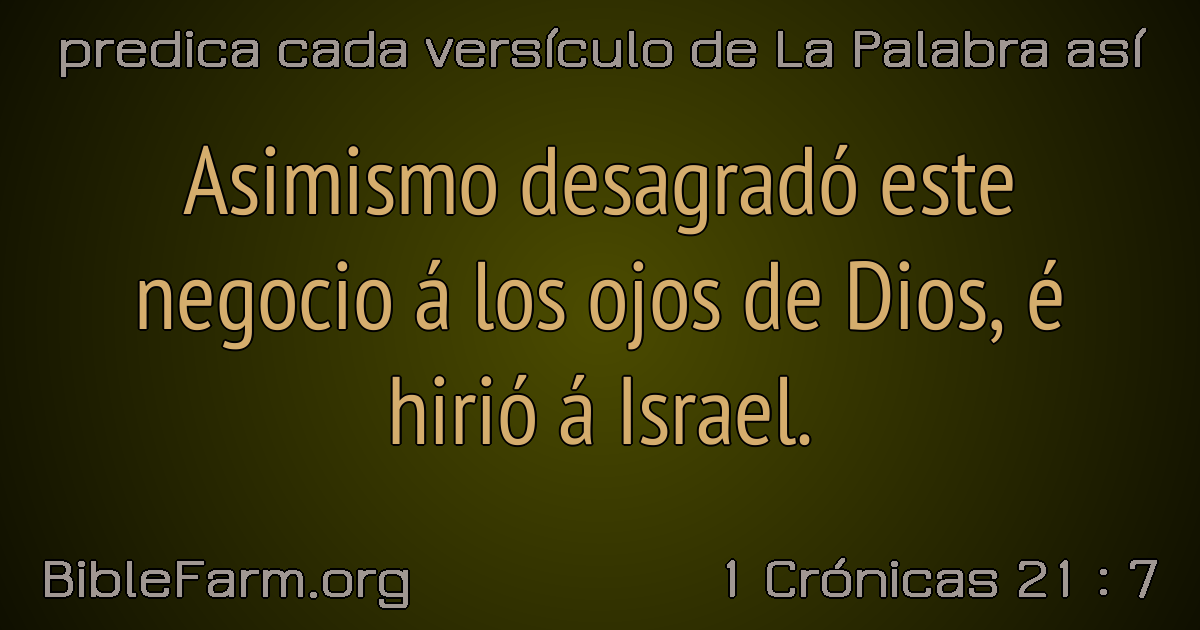 predica cada versículo de La Palabra así
Asimismo desagradó este
negocio á los ojos de Dios, é
hirió á Israel.
BibleFarm.org
1 Crónicas 21 : 7